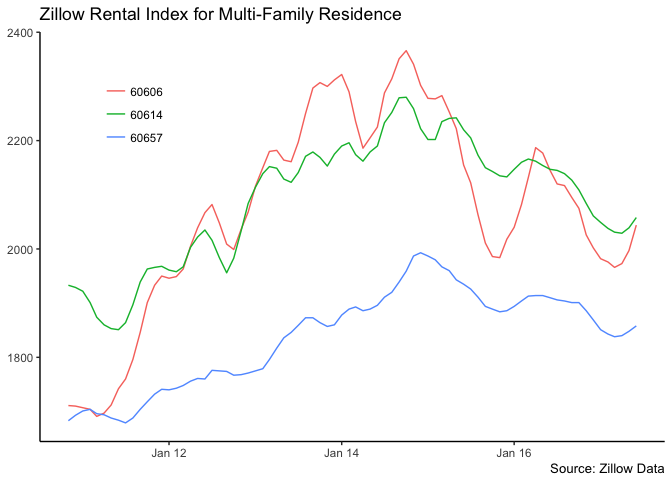 Zillow Rental Index for Multi-Family Residence
2400
2200
2000
1800
60606
60614
60657
Jan 12
Jan 14
Jan 16
Source: Zillow Data